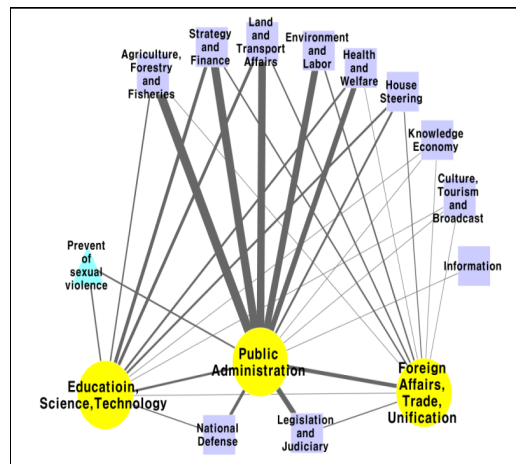 Land
and
Transport
Affairs
Strategy
and
Finance
Environment
and
Labor
Agriculture,
Forestry
and
Fisheries
Health
and
Welfare
House
Steering
Knowledge
Economy
Culture,
Tourism
and
Broadcast
Prevent
of
sexual
violence
Information
Public
Administration
Educatioin,
Science,Technology
Foreign
Affairs,
Trade,
Unification
National
Defense
Legislation
and
Judiciary